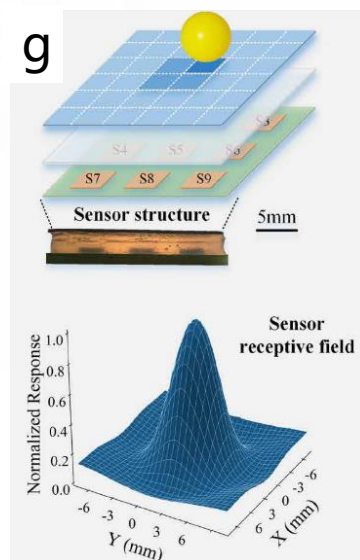 g
S3
S4 S5 S6
S7 S8 S9
Sensor structure
5mm
Sensor
receptive field
Normalized Response
1.0
0.8
0.6
0.4
0.2
0.0
-6 -3 0 3 6
Y (mm)
6 3 0 -3 -6
X (mm)